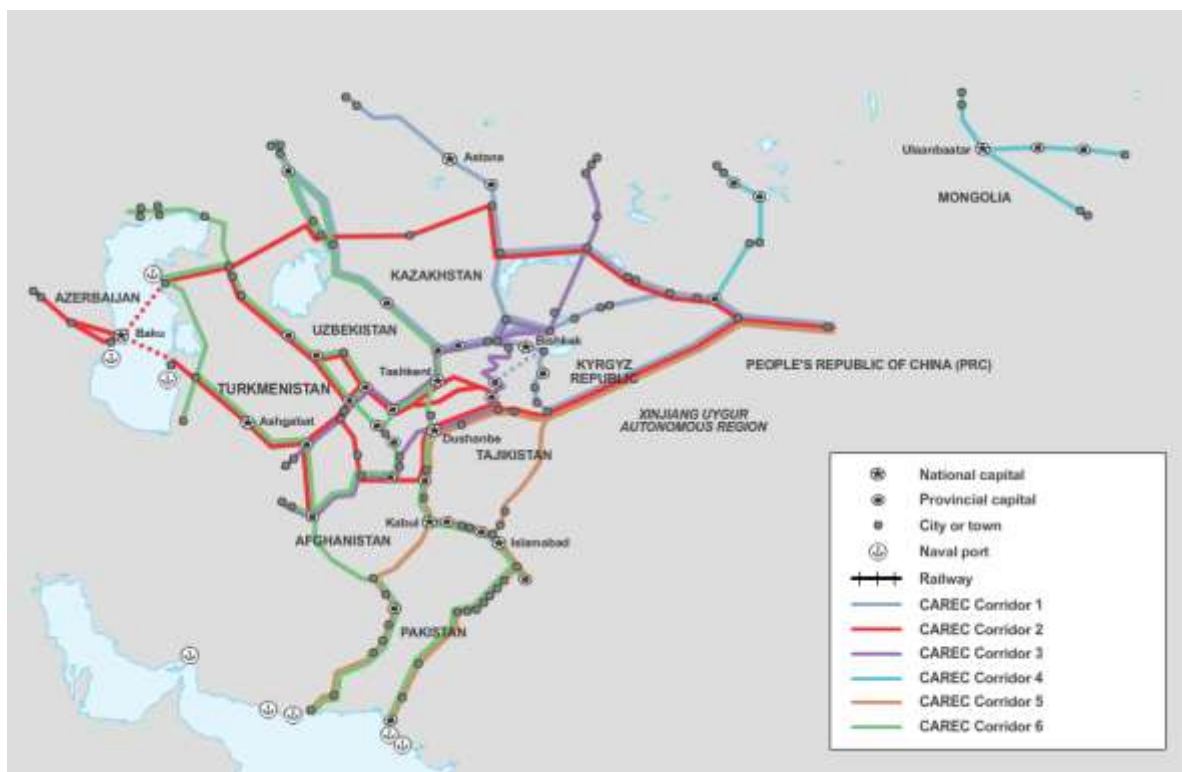 Astana
Ulaanbaatar
MONGOLIA
KAZAKHSTAN
AZERBAIJAN
Baku
UZBEKISTAN
Bishkek
KYRGYZ
REPUBLIC
PEOPLE'S REPUBLIC OF CHINA (PRC)
Tashkent
TURKMENISTAN
Ashgabat
XINJIANG UYGUR
AUTONOMOUS REGION
Dushanbe
TAJIKISTAN
Kabul
AFGHANISTAN
Islamabad
PAKISTAN
National capital
Provincial capital
City or town
Naval port
Railway
CAREC Corridor 1
CAREC Corridor 2
CAREC Corridor 3
CAREC Corridor 4
CAREC Corridor 5
CAREC Corridor 6